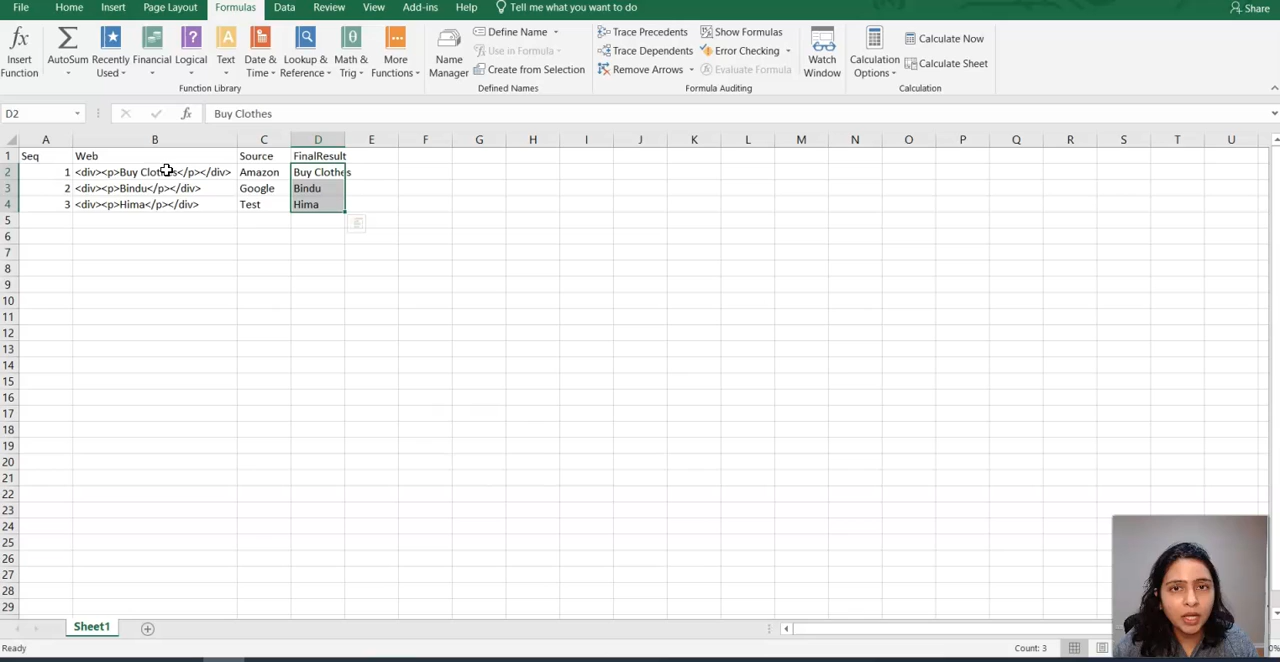 File Home Insert Page Layout Formulas Data Review View Add-ins Help Tell me what you want to do Share
Insert Function
AutoSum
Recently Used
Financial
Logical
Text
Date & Time
Lookup & Reference
Math & Trig
More Functions
Function Library
Name Manager
Define Name
Use in Formula
Create from Selection
Defined Names
Trace Precedents
Trace Dependents
Remove Arrows
Show Formulas
Error Checking
Evaluate Formula
Formula Auditing
Watch Window
Calculation Options
Calculate Now
Calculate Sheet
Calculation
D2 fx Buy Clothes
A B C D E F G H I J K L M N O P Q R S T U
1 Seq Web Source FinalResult
2 1 <div><p>Buy Clothes</p></div> Amazon Buy Clothes
3 2 <div><p>Bindu</p></div> Google Bindu
4 3 <div><p>Hima</p></div> Test Hima
5
6
7
8
9
10
11
12
13
14
15
16
17
18
19
20
21
22
23
24
25
26
27
28
29
Sheet1
Ready Count: 3 0%